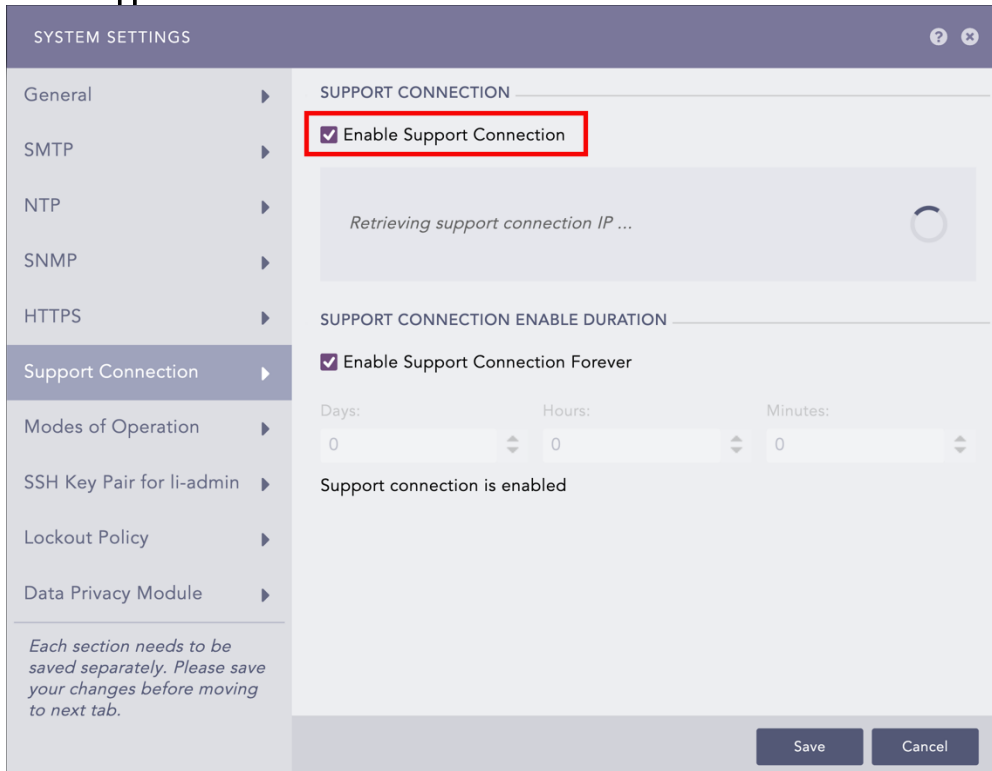 SYSTEM SETTINGS
General
SMTP
NTP
SNMP
HTTPS
Support Connection
Modes of Operation
SSH Key Pair for li-admin
Lockout Policy
Data Privacy Module
Each section needs to be
saved separately. Please save
your changes before moving
to next tab.
SUPPORT CONNECTION
Enable Support Connection
Retrieving support connection IP ...
SUPPORT CONNECTION ENABLE DURATION
Enable Support Connection Forever
Days: Hours: Minutes:
0 0 0
Support connection is enabled
Save Cancel